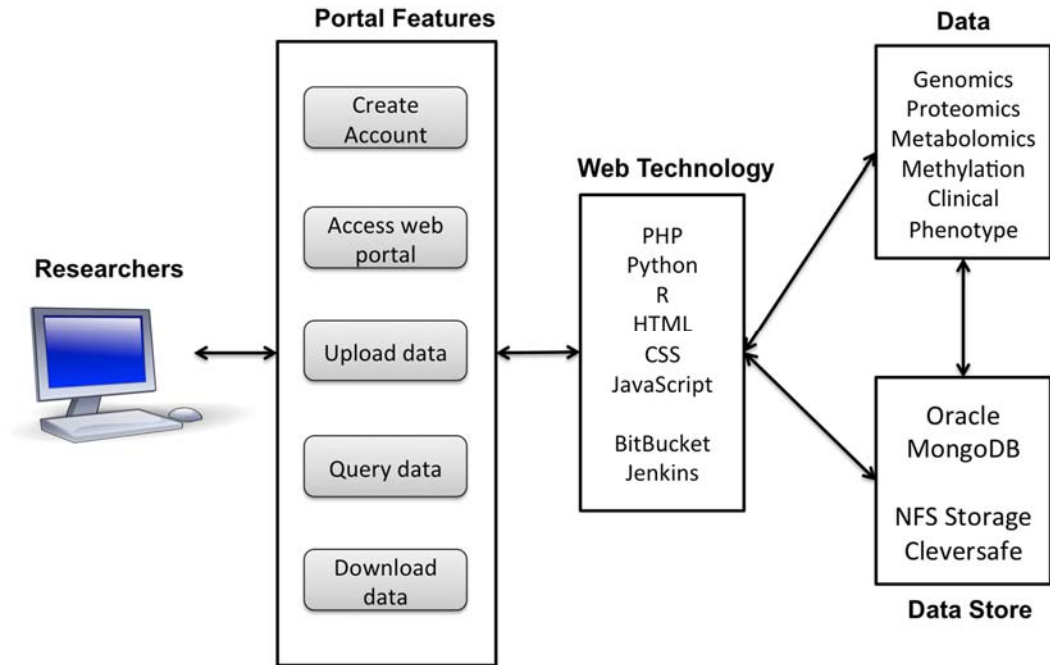 Researchers
Portal Features
Create
Account
Access web
portal
Upload data
Query data
Download
data
Web Technology
PHP
Python
R
HTML
CSS
JavaScript
BitBucket
Jenkins
Data
Genomics
Proteomics
Metabolomics
Methylation
Clinical
Phenotype
Oracle
MongoDB
NFS Storage
Cleversafe
Data Store